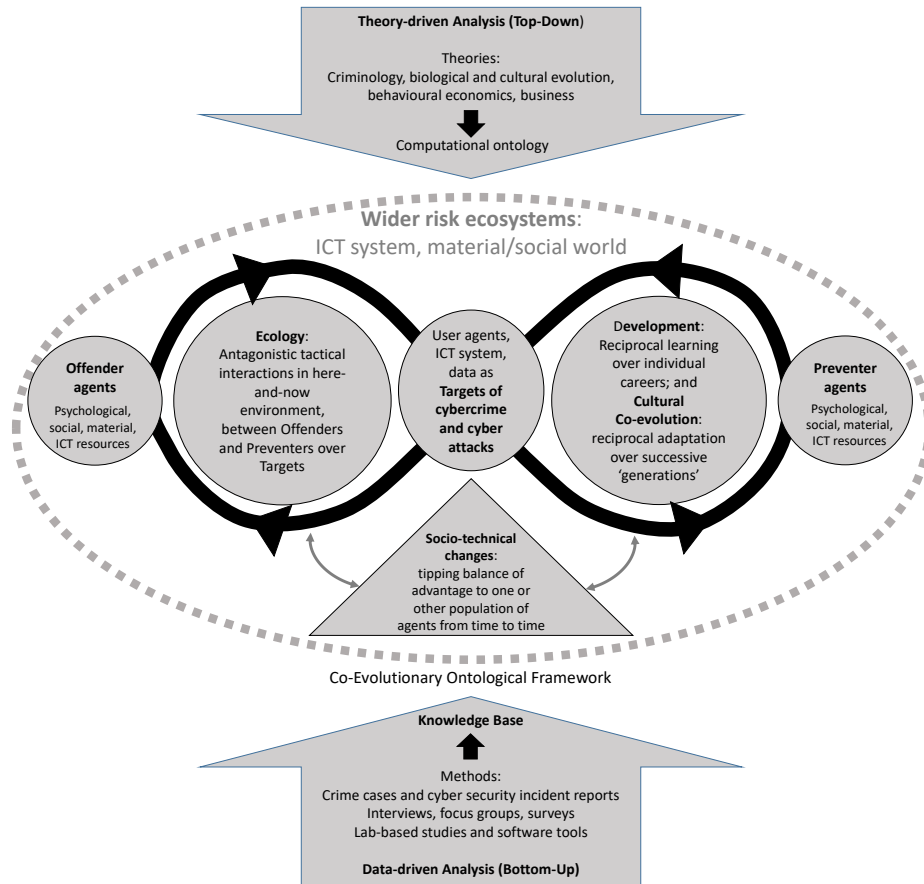 Theory-driven Analysis (Top-Down)
Theories:
Criminology, biological and cultural evolution,
behavioural economics, business
Computational ontology
Wider risk ecosystems:
ICT system, material/social world
Offender
agents
Psychological,
social, material,
ICT resources
Ecology:
Antagonistic tactical
interactions in here-
and-now
environment,
between Offenders
and Preventers over
Targets
User agents,
ICT system,
data as
Targets of
cybercrime
and cyber
attacks
Development:
Reciprocal learning
over individual
careers; and
Cultural
Co-evolution:
reciprocal adaptation
over successive
‘generations’
Preventer
agents
Psychological,
social, material,
ICT resources
Socio-technical
changes:
tipping balance of
advantage to one or
other population of
agents from time to time
Co-Evolutionary Ontological Framework
Knowledge Base
Methods:
Crime cases and cyber security incident reports
Interviews, focus groups, surveys
Lab-based studies and software tools
Data-driven Analysis (Bottom-Up)